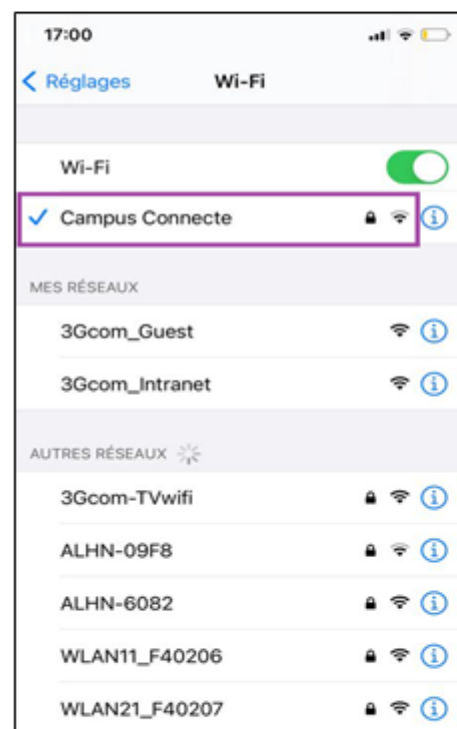 17:00
Réglages Wi-Fi
Wi-Fi
Campus Connecte
MES RÉSEAUX
3Gcom_Guest
3Gcom_Intranet
AUTRES RÉSEAUX
3Gcom-TVwifi
ALHN-09F8
ALHN-6082
WLAN11_F40206
WLAN21_F40207